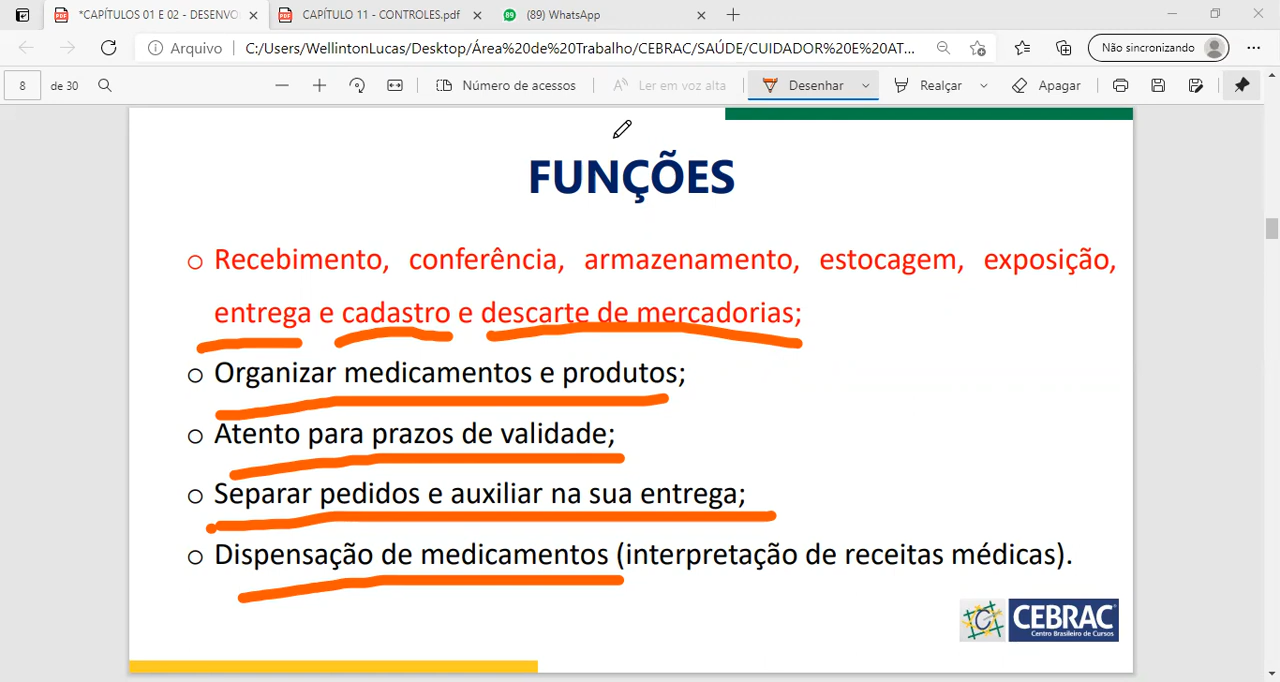 *CAPÍTULOS 01 E 02 - DESENVO
CAPÍTULO 11 - CONTROLES.pdf
(89) WhatsApp
Arquivo
C:/Users/WellintonLucas/Desktop/Área%20de%20Trabalho/CEBRAC/SAÚDE/CUIDADOR%20E%20AT...
Não sincronizando
8 de 30
Número de acessos
Ler em voz alta
Desenhar
Realçar
Apagar
FUNÇÕES
Recebimento, conferência, armazenamento, estocagem, exposição,
entrega e cadastro e descarte de mercadorias;
Organizar medicamentos e produtos;
Atento para prazos de validade;
Separar pedidos e auxiliar na sua entrega;
Dispensação de medicamentos (interpretação de receitas médicas).
CEBRAC
Centro Brasileiro de Cursos